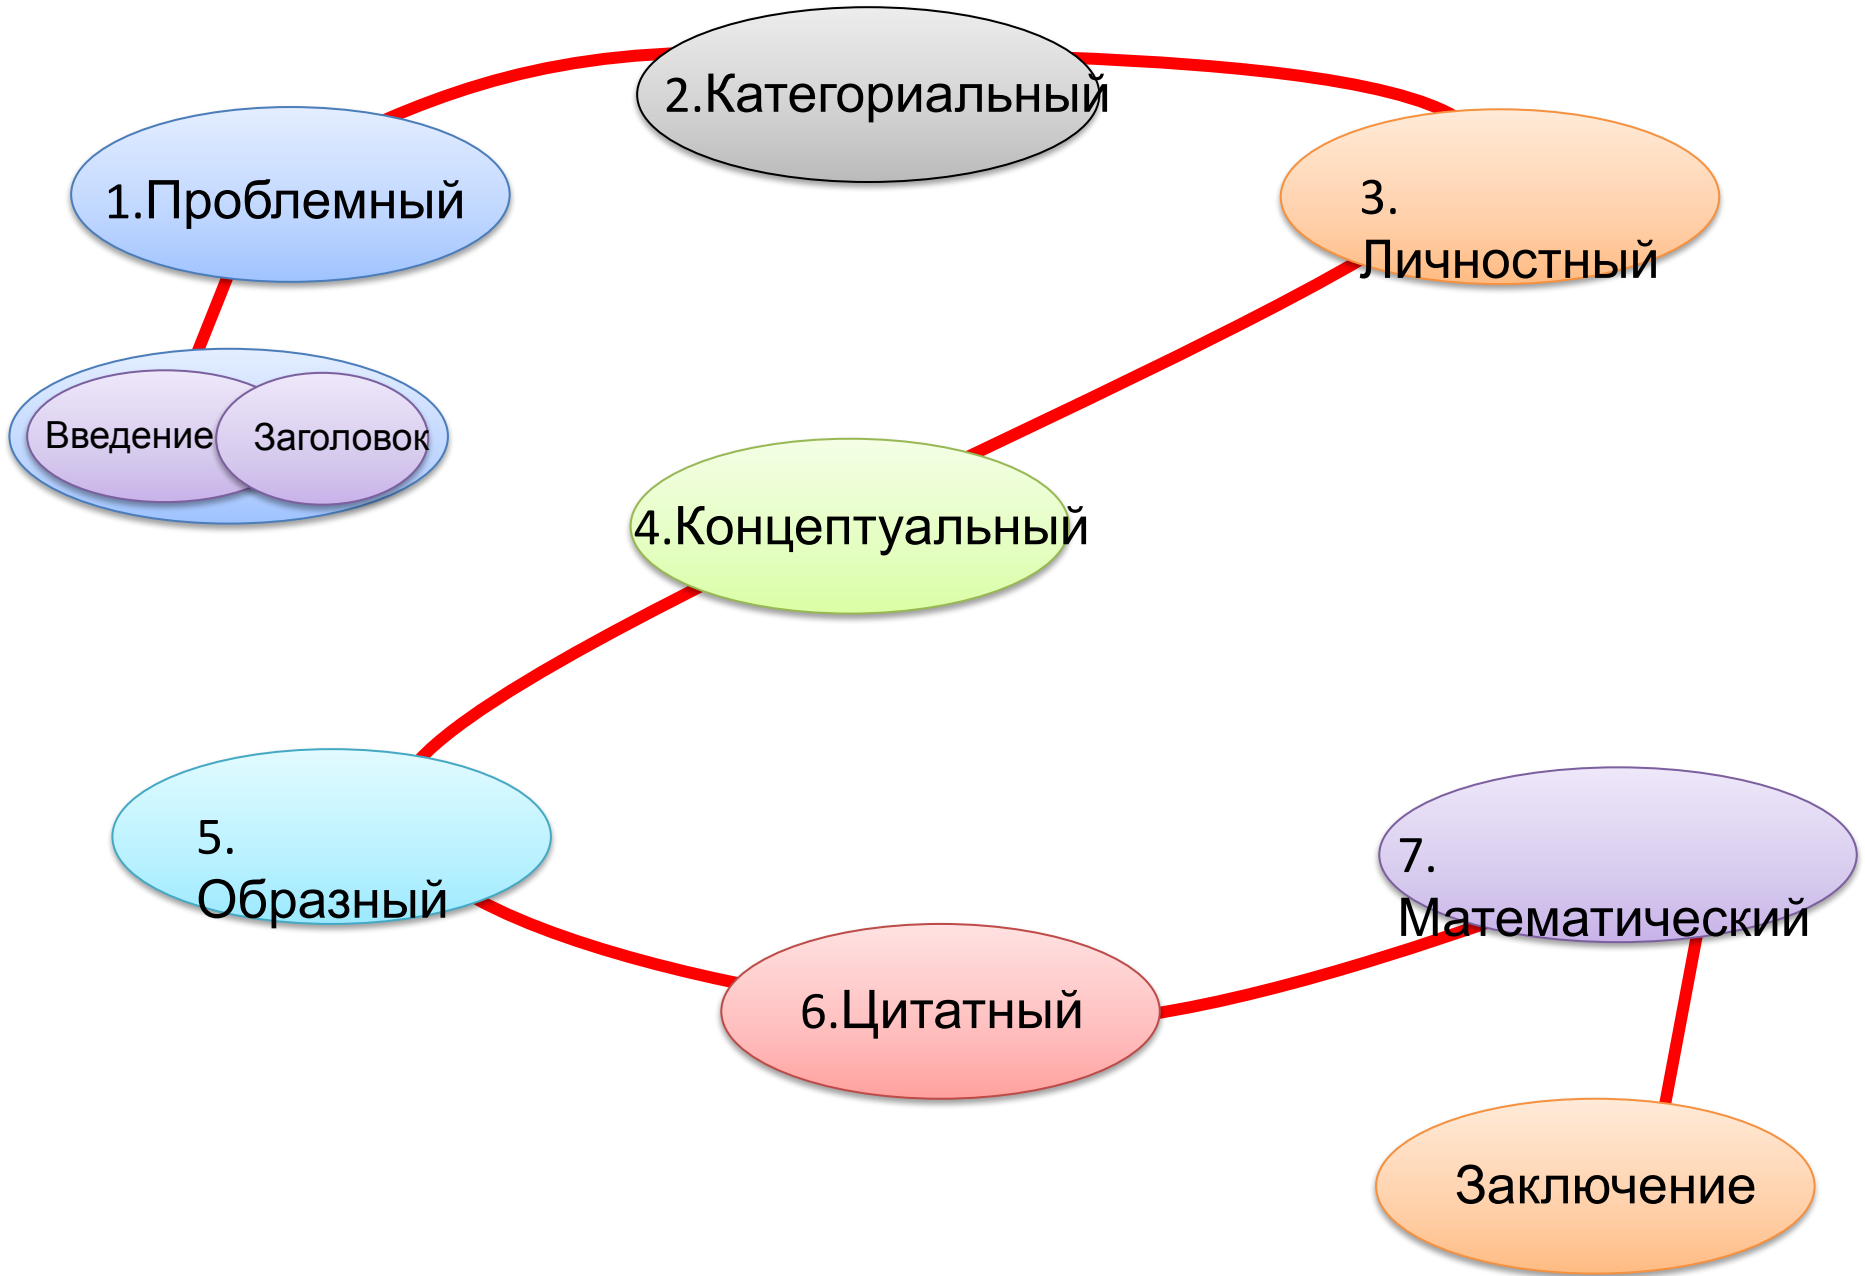 2.Категориальный
1.Проблемный
3.
Личностный
Введение
Заголовок
4.Концептуальный
5.
Образный
6.Цитатный
7.
Математический
Заключение